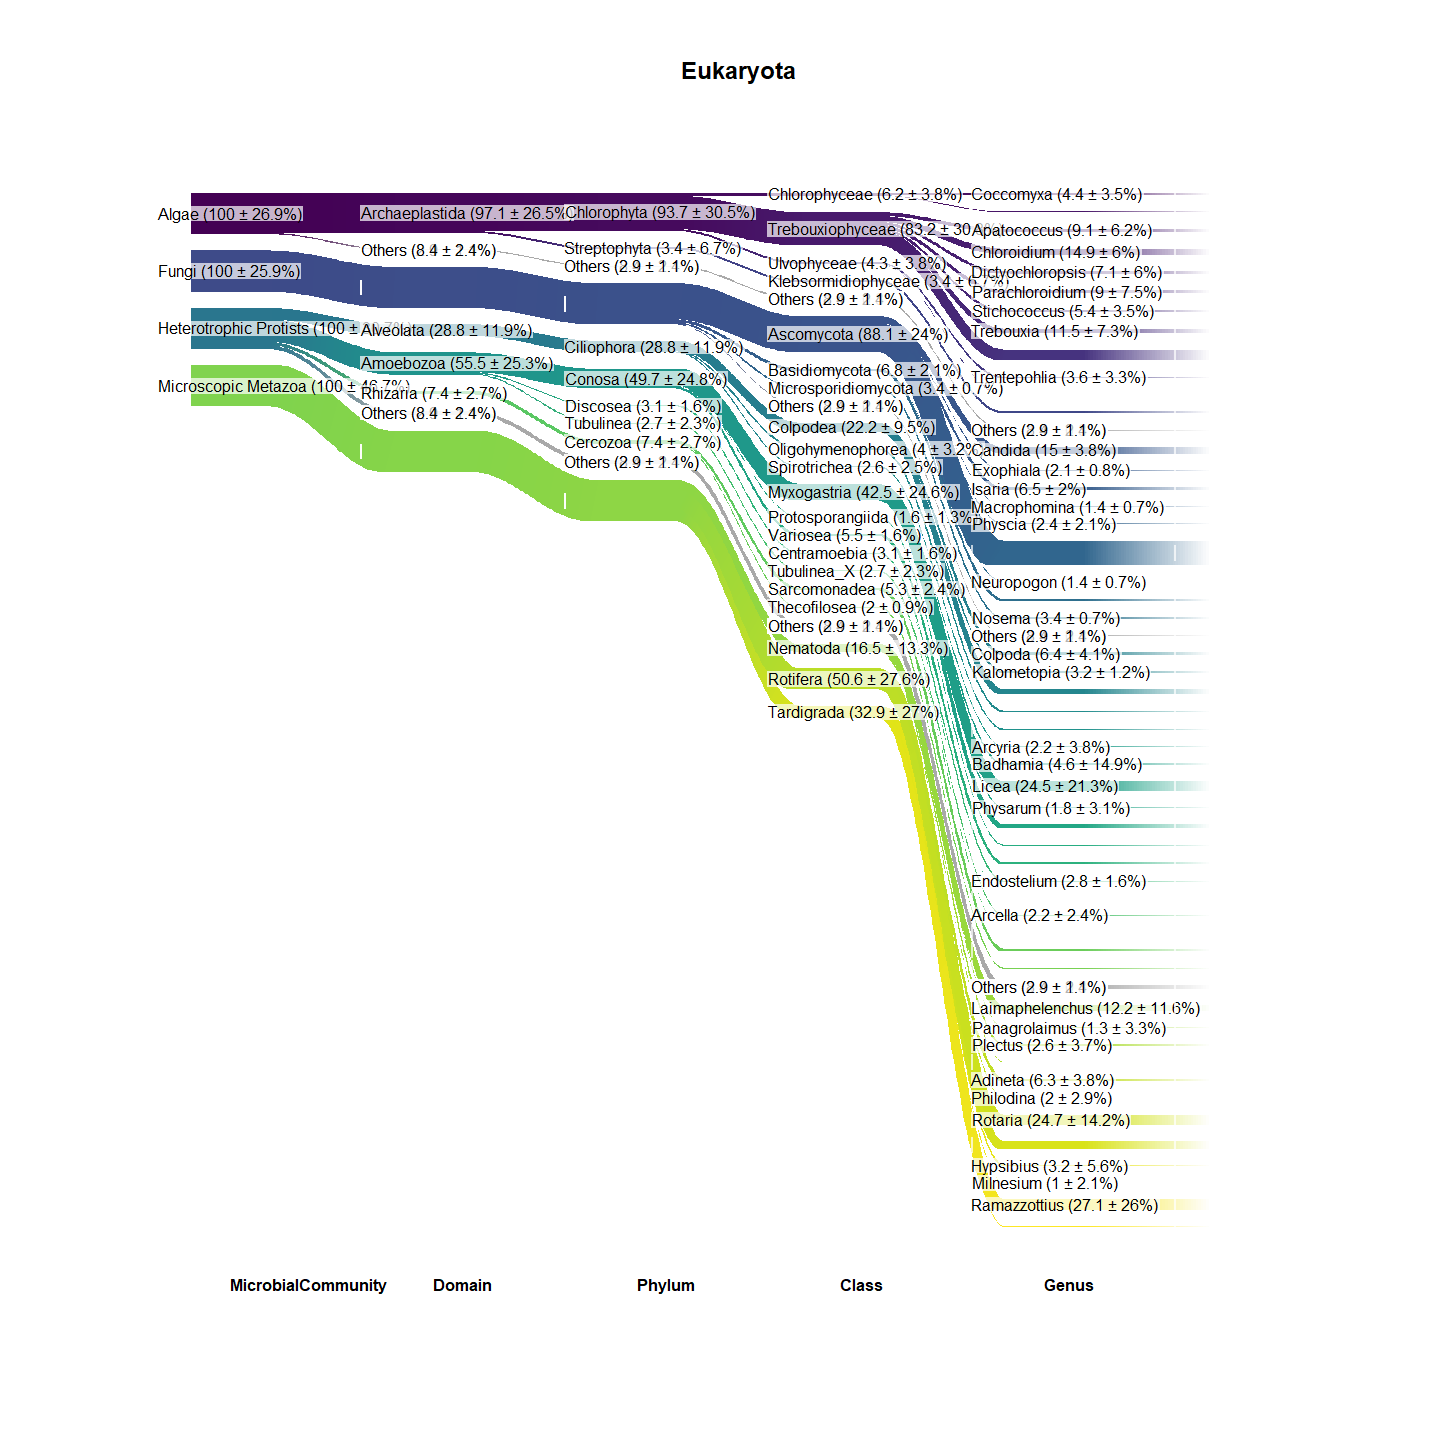 Eukaryota
Algae (100 ± 26.9%)
Fungi (100 ± 25.9%)
Heterotrophic Protists (100 ±
Microscopic Metazoa (100 ± 46.7%)
Archaeplastida (97.1 ± 26.5%)
Others (8.4 ± 2.4%)
Alveolata (28.8 ± 11.9%)
Amoebozoa (55.5 ± 25.3%)
Rhizaria (7.4 ± 2.7%)
Others (8.4 ± 2.4%)
Chlorophyta (93.7 ± 30.5%)
Streptophyta (3.4 ± 6.7%)
Others (2.9 ± 1.1%)
Ciliophora (28.8 ± 11.9%)
Conosa (49.7 ± 24.8%)
Discosea (3.1 ± 1.6%)
Tubulinea (2.7 ± 2.3%)
Cercozoa (7.4 ± 2.7%)
Others (2.9 ± 1.1%)
Chlorophyceae (6.2 ± 3.8%)
Trebouxiophyceae (83.2 ±
Ulvophyceae (4.3 ± 3.8%)
Klebsormidiophyceae (3.4 ± 6.7%)
Others (2.9 ± 1.1%)
Ascomycota (88.1 ± 24%)
Basidiomycota (6.8 ± 2.1%)
Microsporidiomycota (3.4 ± 0.7%)
Others (2.9 ± 1.1%)
Colpodea (22.2 ± 9.5%)
Oligohymenophorea (4 ± 3.2%
Spirotrichea (2.6 ± 2.5%)
Myxogastria (42.5 ± 24.6%)
Protosporangiida (1.6 ± 1.3%
Variosea (5.5 ± 1.6%)
Centramoebia (3.1 ± 1.6%)
Tubulinea_X (2.7 ± 2.3%)
Sarcomonadea (5.3 ± 2.4%)
Thecofilosea (2 ± 0.9%)
Others (2.9 ± 1.1%)
Nematoda (16.5 ± 13.3%)
Rotifera (50.6 ± 27.6%)
Tardigrada (32.9 ± 27%)
Coccomyxa (4.4 ± 3.5%)
Apatococcus (9.1 ± 6.2%)
Chloroidium (14.9 ± 6%)
Dictyochloropsis (7.1 ± 6%)
Parachloroidium (9 ± 7.5%)
Stichococcus (5.4 ± 3.5%)
Trebouxia (11.5 ± 7.3%)
Trentepohlia (3.6 ± 3.3%)
Others (2.9 ± 1.1%)
Candida (15 ± 3.8%)
Exophiala (2.1 ± 0.8%)
Isaria (6.5 ± 2%)
Macrophomina (1.4 ± 0.7%)
Physcia (2.4 ± 2.1%)
Neuropogon (1.4 ± 0.7%)
Nosema (3.4 ± 0.7%)
Others (2.9 ± 1.1%)
Colpoda (6.4 ± 4.1%)
Kalometopia (3.2 ± 1.2%)
Arcyria (2.2 ± 3.8%)
Badhamia (4.6 ± 14.9%)
Licea (24.5 ± 21.3%)
Physarum (1.8 ± 3.1%)
Endostelium (2.8 ± 1.6%)
Arcella (2.2 ± 2.4%)
Others (2.9 ± 1.1%)
Laimaphelenchus (12.2 ± 11.6%)
Panagrolaimus (1.3 ± 3.3%)
Plectus (2.6 ± 3.7%)
Adineta (6.3 ± 3.8%)
Philodina (2 ± 2.9%)
Rotaria (24.7 ± 14.2%)
Hypsibius (3.2 ± 5.6%)
Milnesium (1 ± 2.1%)
Ramazzottius (27.1 ± 26%)
MicrobialCommunity Domain Phylum Class Genus